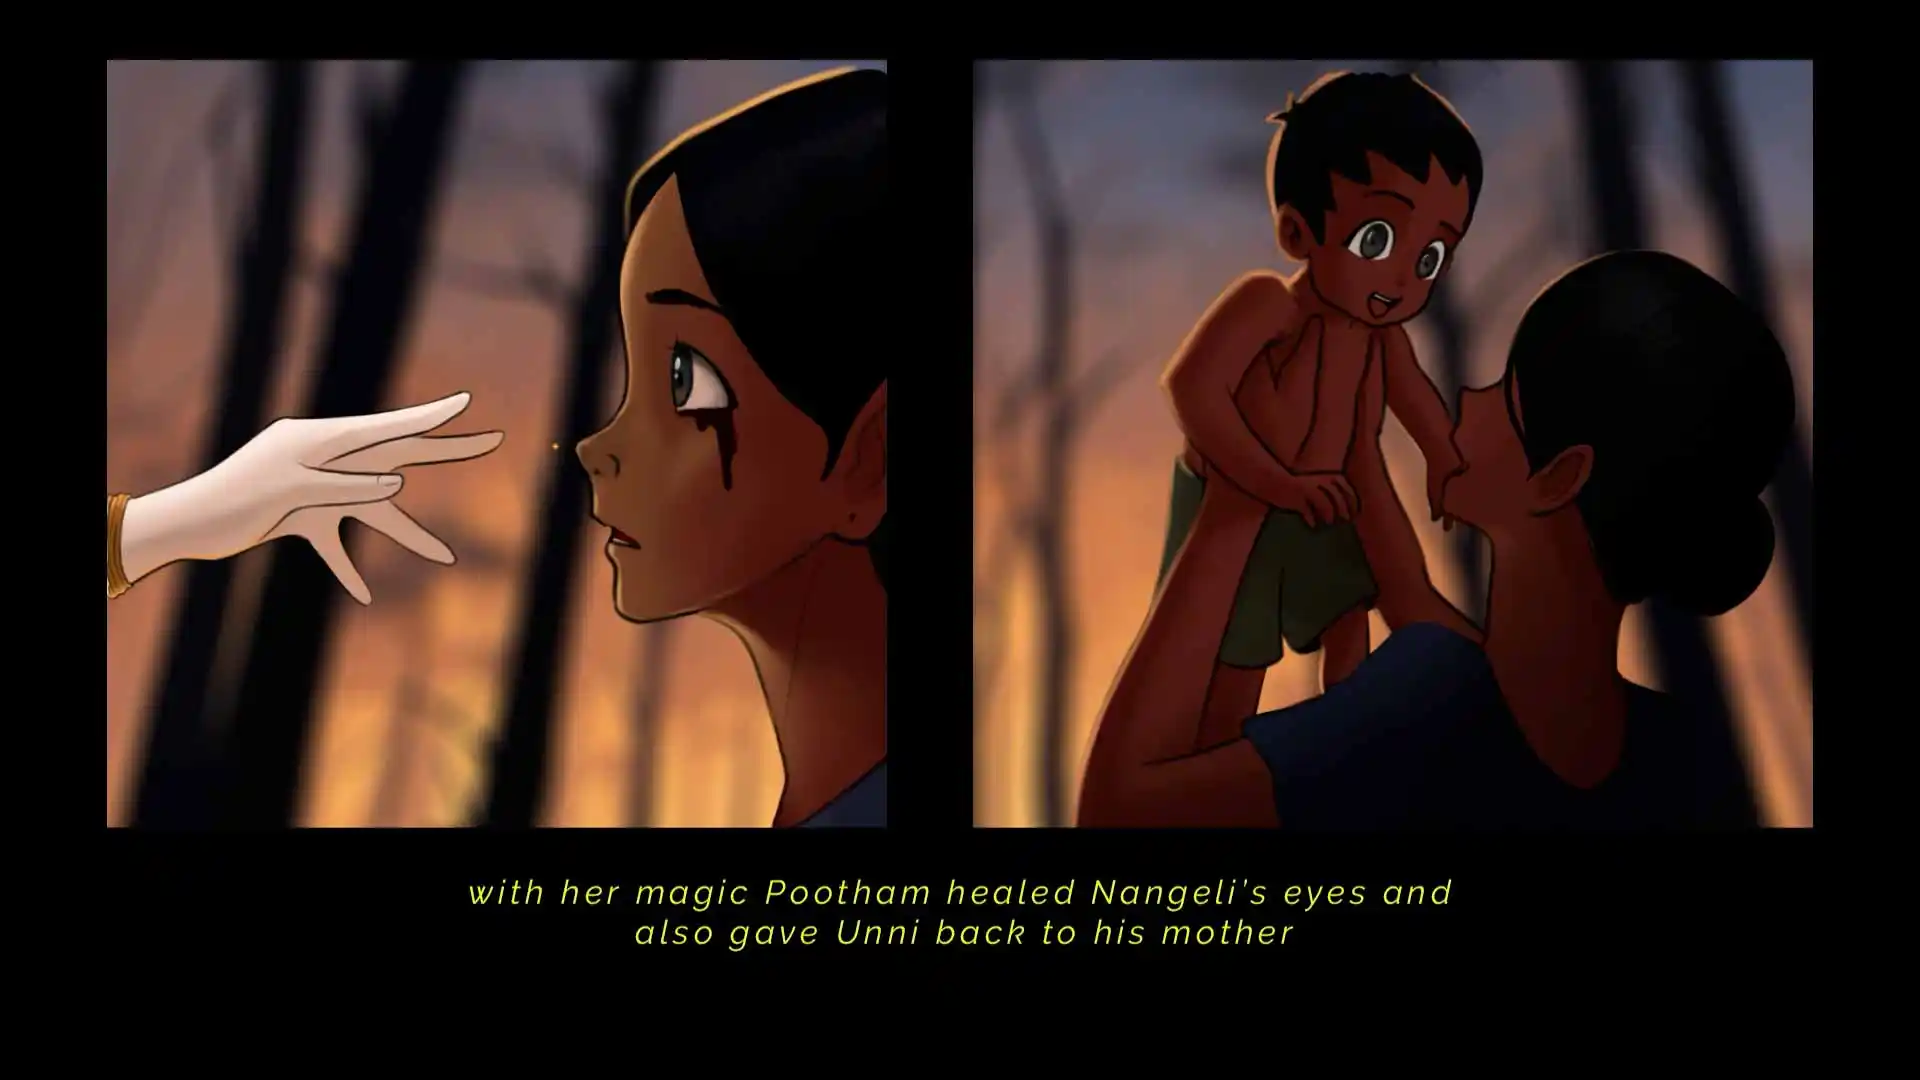 with her magic Pootham healed Nangeli's eyes and
also gave Unni back to his mother